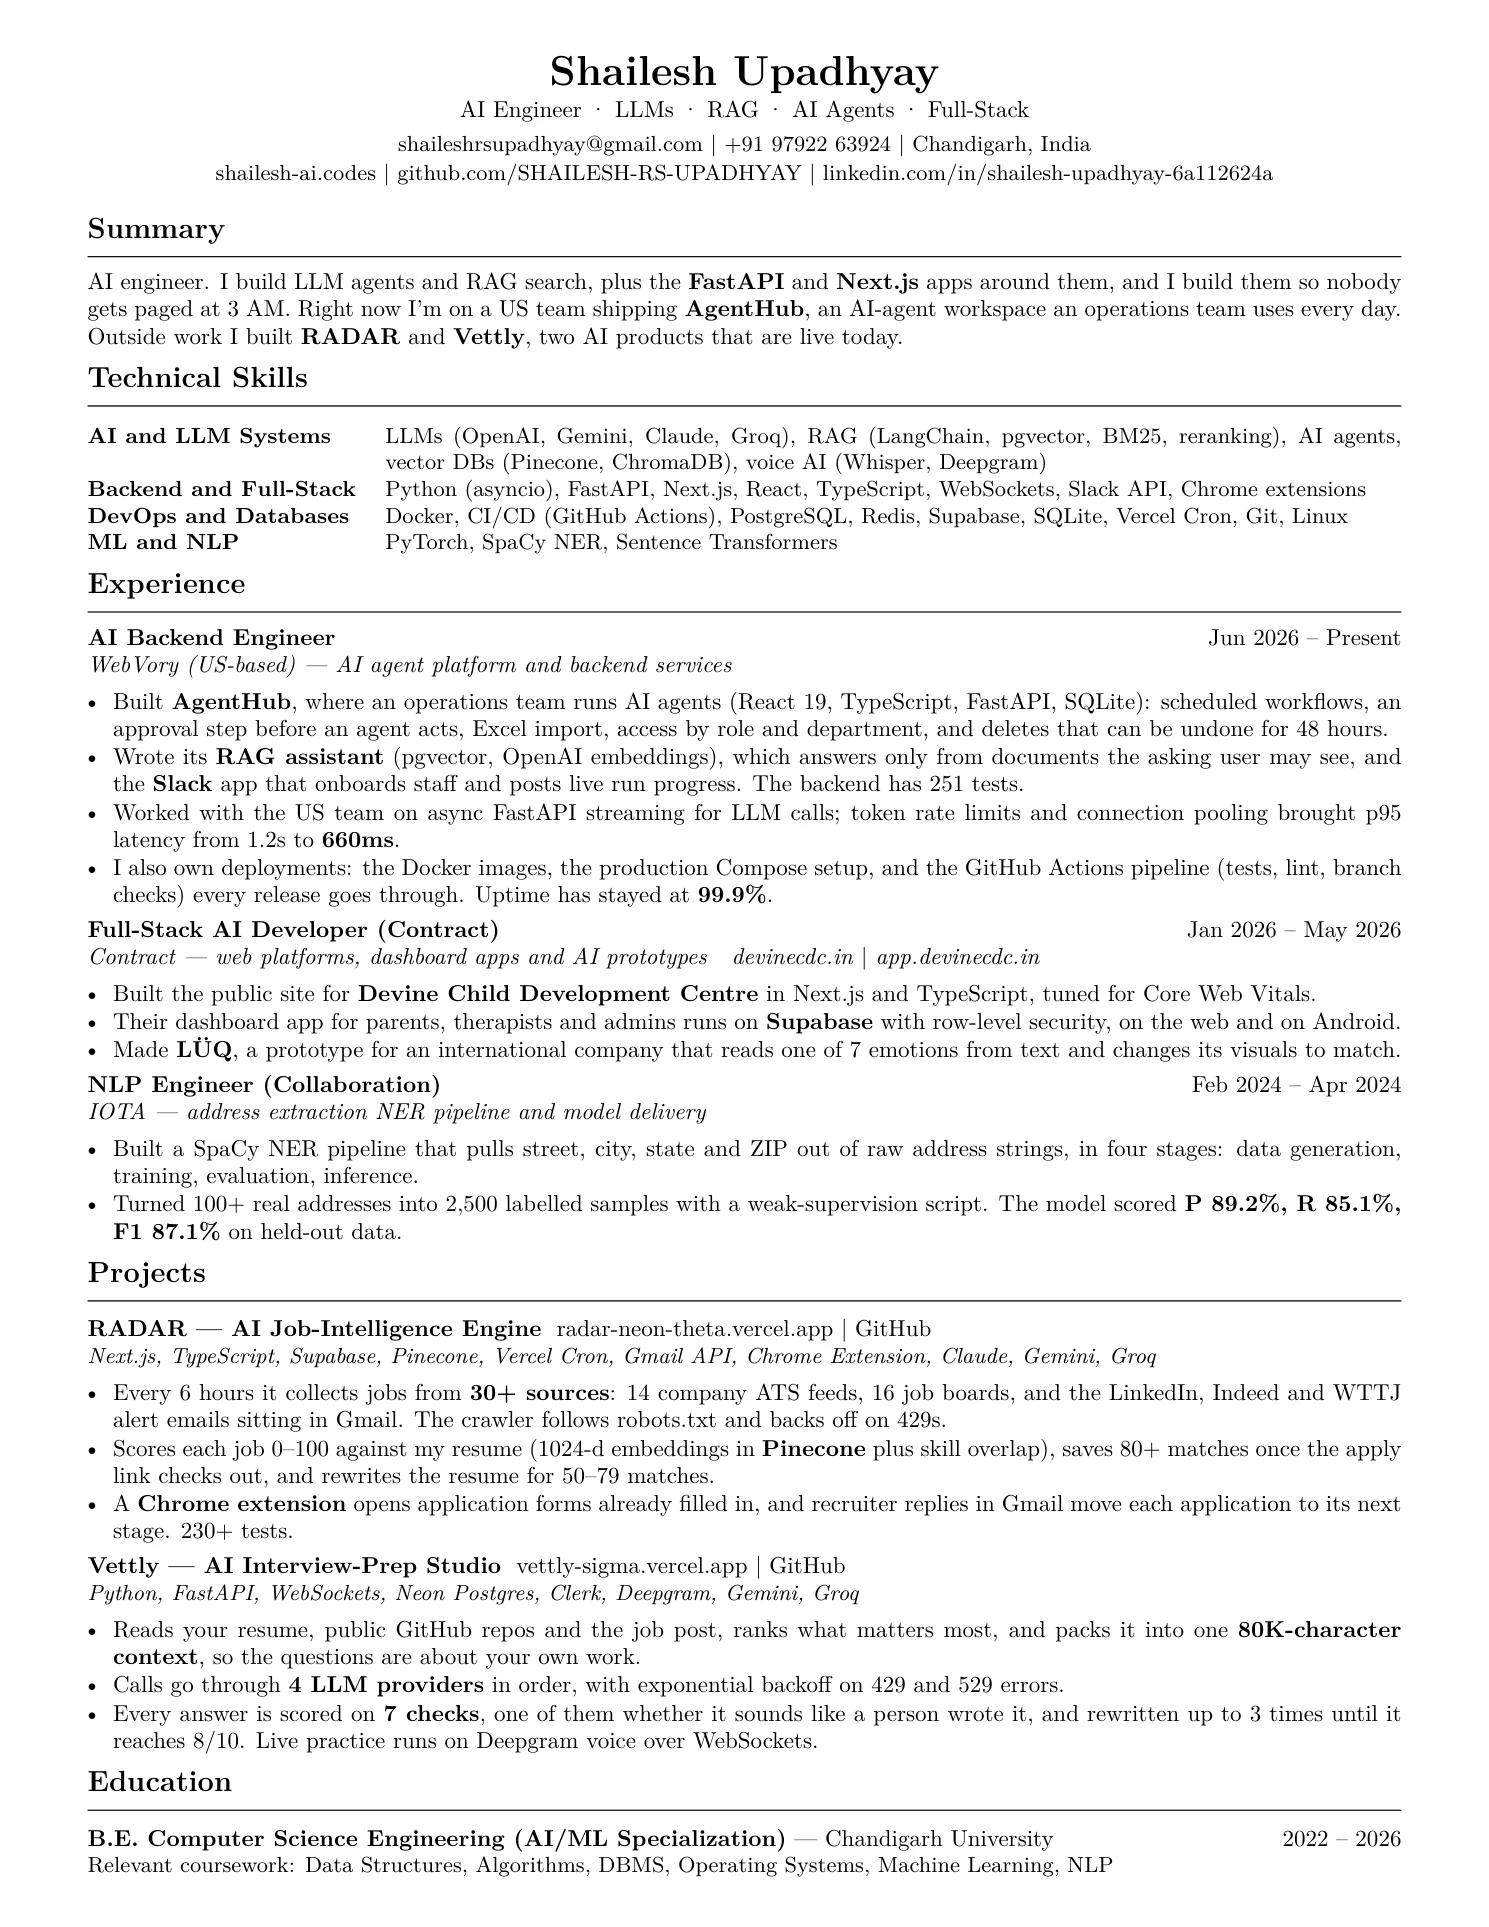 Shailesh Upadhyay
AI Engineer · LLMs · RAG · AI Agents · Full-Stack
shaileshrsupadhyay@gmail.com | +91 97922 63924 | Chandigarh, India
shailesh-ai.codes | github.com/SHAILESH-RS-UPADHYAY | linkedin.com/in/shailesh-upadhyay-6a112624a
Summary
AI engineer. I build LLM agents and RAG search, plus the FastAPI and Next.js apps around them, and I build them so nobody
gets paged at 3 AM. Right now I'm on a US team shipping AgentHub, an AI-agent workspace an operations team uses every day.
Outside work I built RADAR and Vettly, two AI products that are live today.
Technical Skills
AI and LLM Systems LLMs (OpenAI, Gemini, Claude, Groq), RAG (LangChain, pgvector, BM25, reranking), AI agents,
vector DBs (Pinecone, ChromaDB), voice AI (Whisper, Deepgram)
Backend and Full-Stack Python (asyncio), FastAPI, Next.js, React, TypeScript, WebSockets, Slack API, Chrome extensions
DevOps and Databases Docker, CI/CD (GitHub Actions), PostgreSQL, Redis, Supabase, SQLite, Vercel Cron, Git, Linux
ML and NLP PyTorch, SpaCy NER, Sentence Transformers
Experience
AI Backend Engineer Jun 2026 – Present
WebVory (US-based) — AI agent platform and backend services
• Built AgentHub, where an operations team runs AI agents (React 19, TypeScript, FastAPI, SQLite): scheduled workflows, an
approval step before an agent acts, Excel import, access by role and department, and deletes that can be undone for 48 hours.
• Wrote its RAG assistant (pgvector, OpenAI embeddings), which answers only from documents the asking user may see, and
the Slack app that onboards staff and posts live run progress. The backend has 251 tests.
• Worked with the US team on async FastAPI streaming for LLM calls; token rate limits and connection pooling brought p95
latency from 1.2s to 660ms.
• I also own deployments: the Docker images, the production Compose setup, and the GitHub Actions pipeline (tests, lint, branch
checks) every release goes through. Uptime has stayed at 99.9%.
Full-Stack AI Developer (Contract) Jan 2026 – May 2026
Contract — web platforms, dashboard apps and AI prototypes devinecdc.in | app.devinecdc.in
• Built the public site for Devine Child Development Centre in Next.js and TypeScript, tuned for Core Web Vitals.
• Their dashboard app for parents, therapists and admins runs on Supabase with row-level security, on the web and on Android.
• Made LÜQ, a prototype for an international company that reads one of 7 emotions from text and changes its visuals to match.
NLP Engineer (Collaboration) Feb 2024 – Apr 2024
IOTA — address extraction NER pipeline and model delivery
• Built a SpaCy NER pipeline that pulls street, city, state and ZIP out of raw address strings, in four stages: data generation,
training, evaluation, inference.
• Turned 100+ real addresses into 2,500 labelled samples with a weak-supervision script. The model scored P 89.2%, R 85.1%,
F1 87.1% on held-out data.
Projects
RADAR — AI Job-Intelligence Engine radar-neon-theta.vercel.app | GitHub
Next.js, TypeScript, Supabase, Pinecone, Vercel Cron, Gmail API, Chrome Extension, Claude, Gemini, Groq
• Every 6 hours it collects jobs from 30+ sources: 14 company ATS feeds, 16 job boards, and the LinkedIn, Indeed and WTTJ
alert emails sitting in Gmail. The crawler follows robots.txt and backs off on 429s.
• Scores each job 0–100 against my resume (1024-d embeddings in Pinecone plus skill overlap), saves 80+ matches once the apply
link checks out, and rewrites the resume for 50–79 matches.
• A Chrome extension opens application forms already filled in, and recruiter replies in Gmail move each application to its next
stage. 230+ tests.
Vettly — AI Interview-Prep Studio vettly-sigma.vercel.app | GitHub
Python, FastAPI, WebSockets, Neon Postgres, Clerk, Deepgram, Gemini, Groq
• Reads your resume, public GitHub repos and the job post, ranks what matters most, and packs it into one 80K-character
context, so the questions are about your own work.
• Calls go through 4 LLM providers in order, with exponential backoff on 429 and 529 errors.
• Every answer is scored on 7 checks, one of them whether it sounds like a person wrote it, and rewritten up to 3 times until it
reaches 8/10. Live practice runs on Deepgram voice over WebSockets.
Education
B.E. Computer Science Engineering (AI/ML Specialization) — Chandigarh University 2022 – 2026
Relevant coursework: Data Structures, Algorithms, DBMS, Operating Systems, Machine Learning, NLP